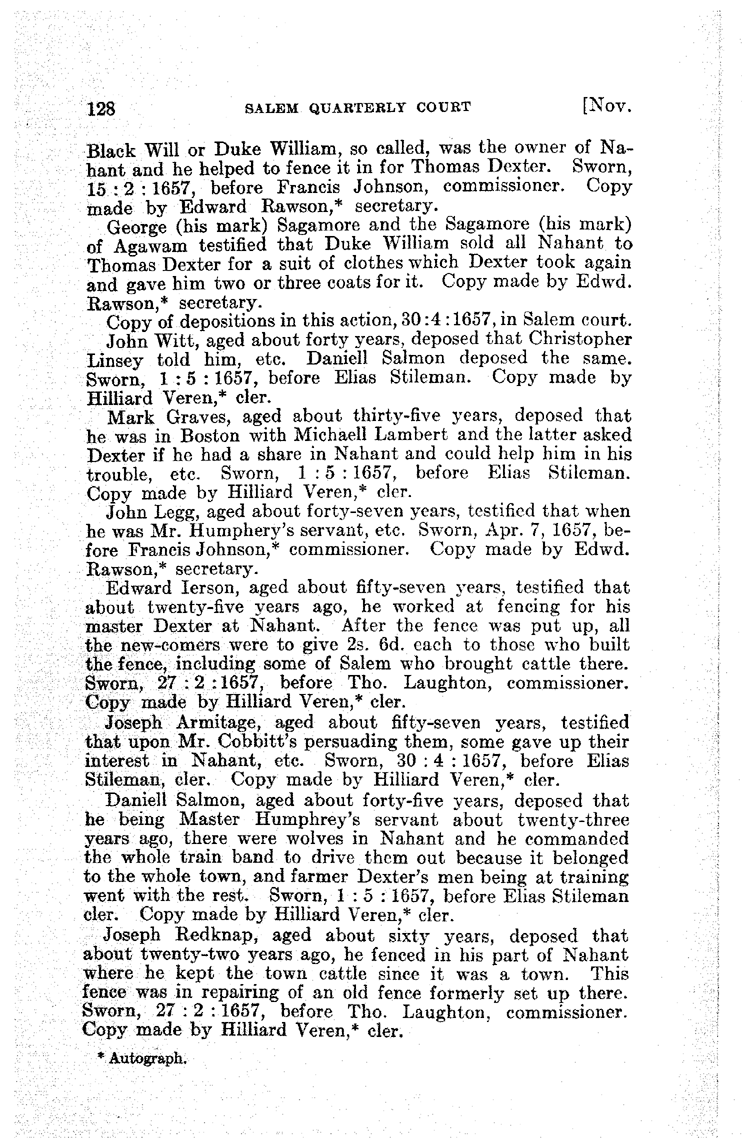 128 SALEM QUARTERLY COURT [Nov.
Black Will or Duke William, so called, was the owner of Na-
hant and he helped to fence it in for Thomas Dexter. Sworn,
15 : 2 : 1657, before Francis Johnson, commissioner. Copy
made by Edward Rawson,* secretary.
George (his mark) Sagamore and the Sagamore (his mark)
of Agawam testified that Duke William sold all Nahant to
Thomas Dexter for a suit of clothes which Dexter took again
and gave him two or three coats for it. Copy made by Edwd.
Rawson,* secretary.
Copy of depositions in this action, 30 : 4 : 1657, in Salem court.
John Witt, aged about forty years, deposed that Christopher
Linsey told him, etc. Daniell Salmon deposed the same.
Sworn, 1 : 5 : 1657, before Elias Stileman. Copy made by
Hilliard Veren,* cler.
Mark Graves, aged about thirty-five years, deposed that
he was in Boston with Michaell Lambert and the latter asked
Dexter if he had a share in Nahant and could help him in his
trouble, etc. Sworn, 1 : 5 : 1657, before Elias Stileman.
Copy made by Hilliard Veren,* cler.
John Legg, aged about forty-seven years, testified that when
he was Mr. Humphery's servant, etc. Sworn, Apr. 7, 1657, be-
fore Francis Johnson,* commissioner. Copy made by Edwd.
Rawson,* secretary.
Edward Ierson, aged about fifty-seven years, testified that
about twenty-five years ago, he worked at fencing for his
master Dexter at Nahant. After the fence was put up, all
the new-comers were to give 2s. 6d. each to those who built
the fence, including some of Salem who brought cattle there.
Sworn, 27 : 2 : 1657, before Tho. Laughton, commissioner.
Copy made by Hilliard Veren,* cler.
Joseph Armitage, aged about fifty-seven years, testified
that upon Mr. Cobbitt's persuading them, some gave up their
interest in Nahant, etc. Sworn, 30 : 4 : 1657, before Elias
Stileman, cler. Copy made by Hilliard Veren,* cler.
Daniell Salmon, aged about forty-five years, deposed that
he being Master Humphrey's servant about twenty-three
years ago, there were wolves in Nahant and he commanded
the whole train band to drive them out because it belonged
to the whole town, and farmer Dexter's men being at training
went with the rest. Sworn, 1 : 5 : 1657, before Elias Stileman
cler. Copy made by Hilliard Veren,* cler.
Joseph Redknap, aged about sixty years, deposed that
about twenty-two years ago, he fenced in his part of Nahant
where he kept the town cattle since it was a town. This
fence was in repairing of an old fence formerly set up there.
Sworn, 27 : 2 : 1657, before Tho. Laughton, commissioner.
Copy made by Hilliard Veren,* cler.
* Autograph.